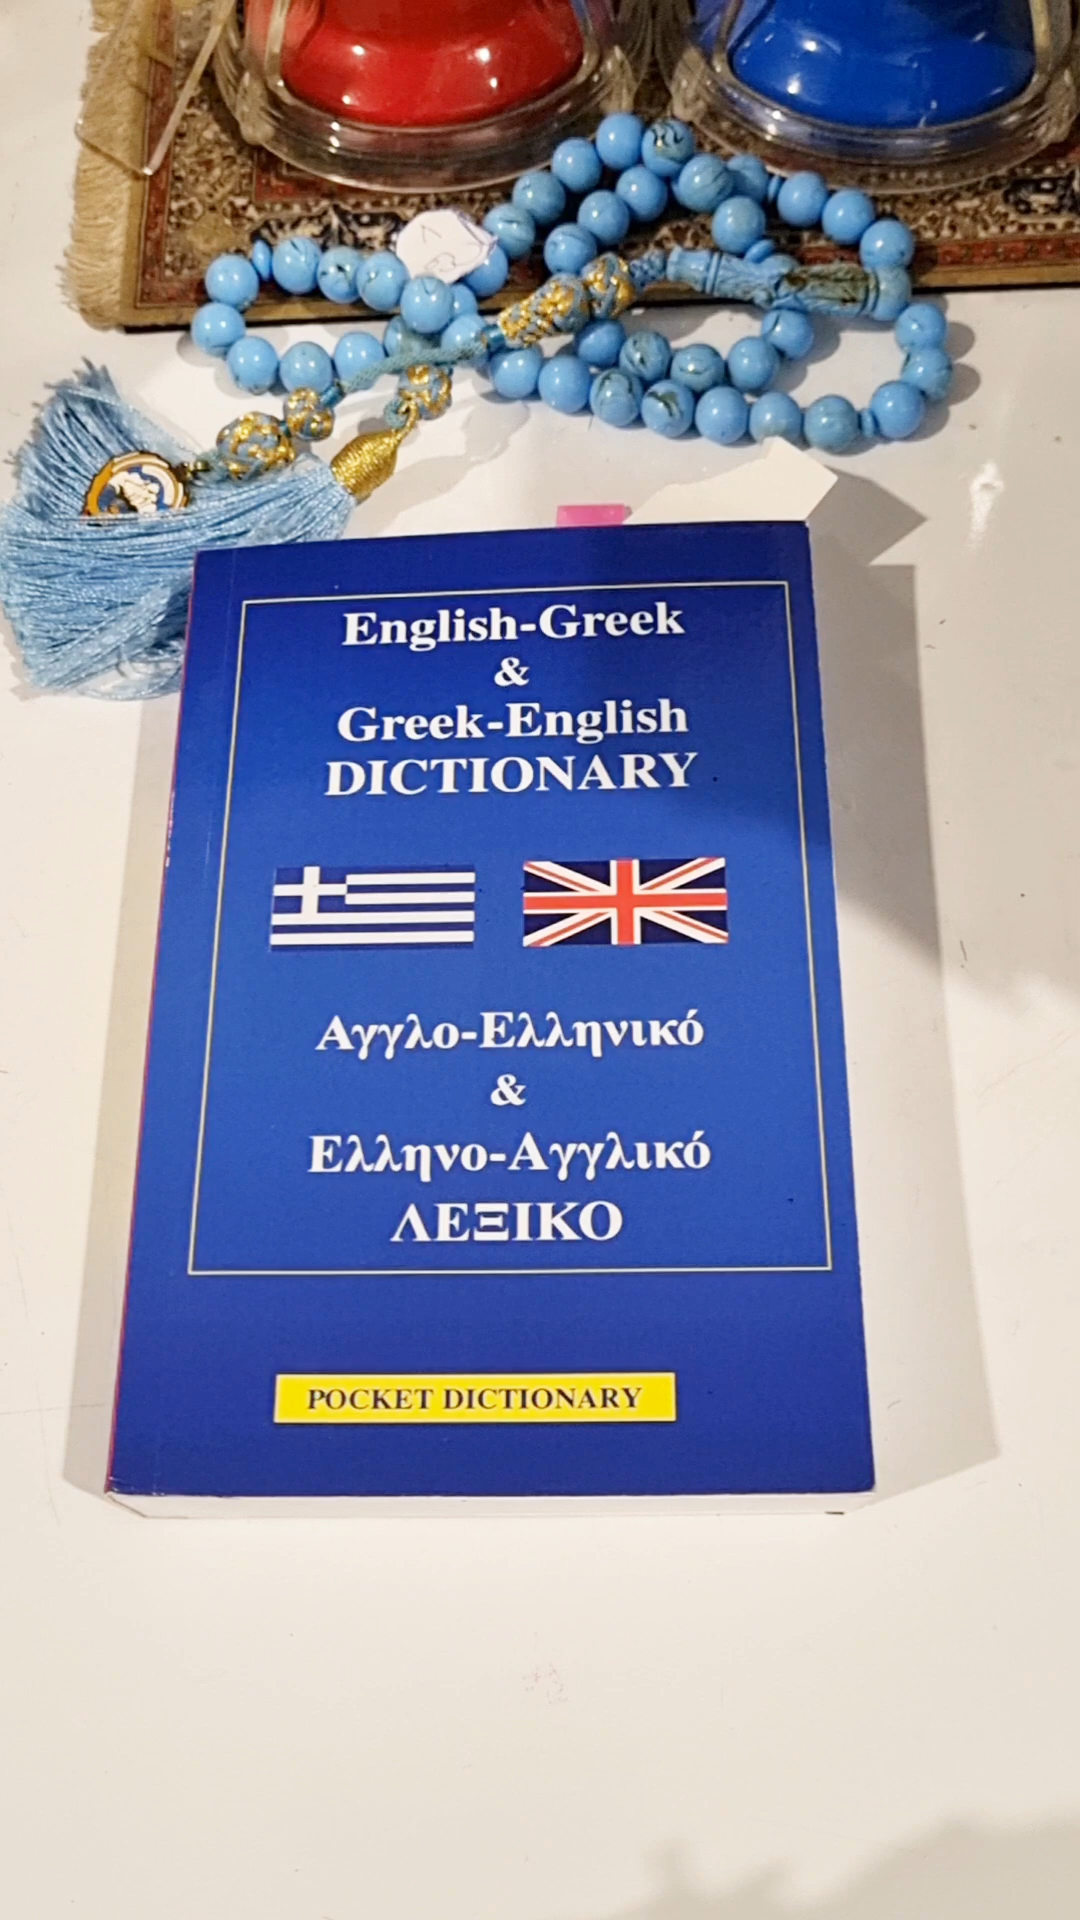 English-Greek
&
Greek-English
DICTIONARY
Αγγλο-Ελληνικό
&
Ελληνο-Αγγλικό
ΛΕΞΙΚΟ
POCKET DICTIONARY